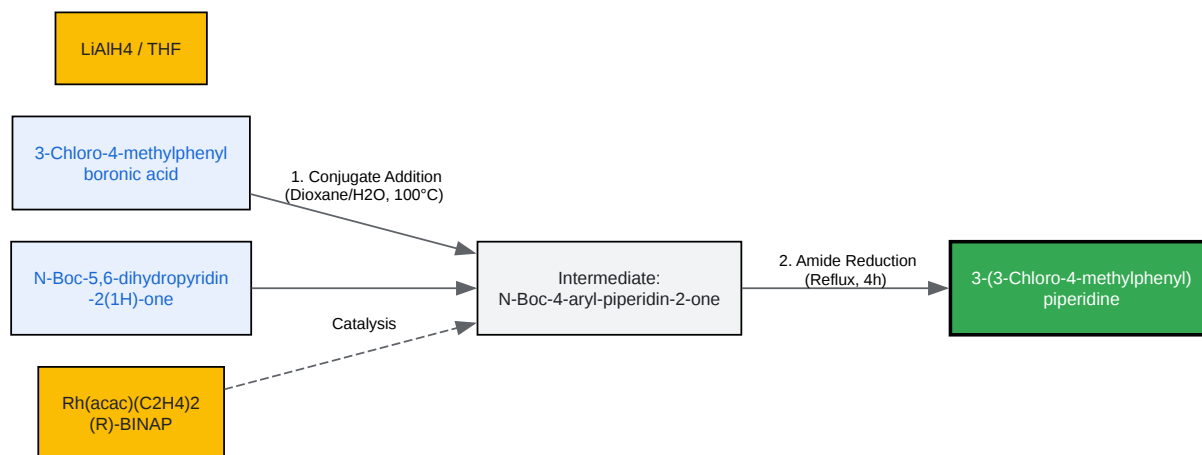 LiAlH4 / THF
3-Chloro-4-methylphenyl
boronic acid
1. Conjugate Addition
(Dioxane/H2O, 100°C)
N-Boc-5,6-dihydropyridin
-2(1H)-one
Intermediate:
N-Boc-4-aryl-piperidin-2-one
2. Amide Reduction
(Reflux, 4h)
3-(3-Chloro-4-methylphenyl)
piperidine
Catalysis
Rh(acac)(C2H4)2
(R)-BINAP